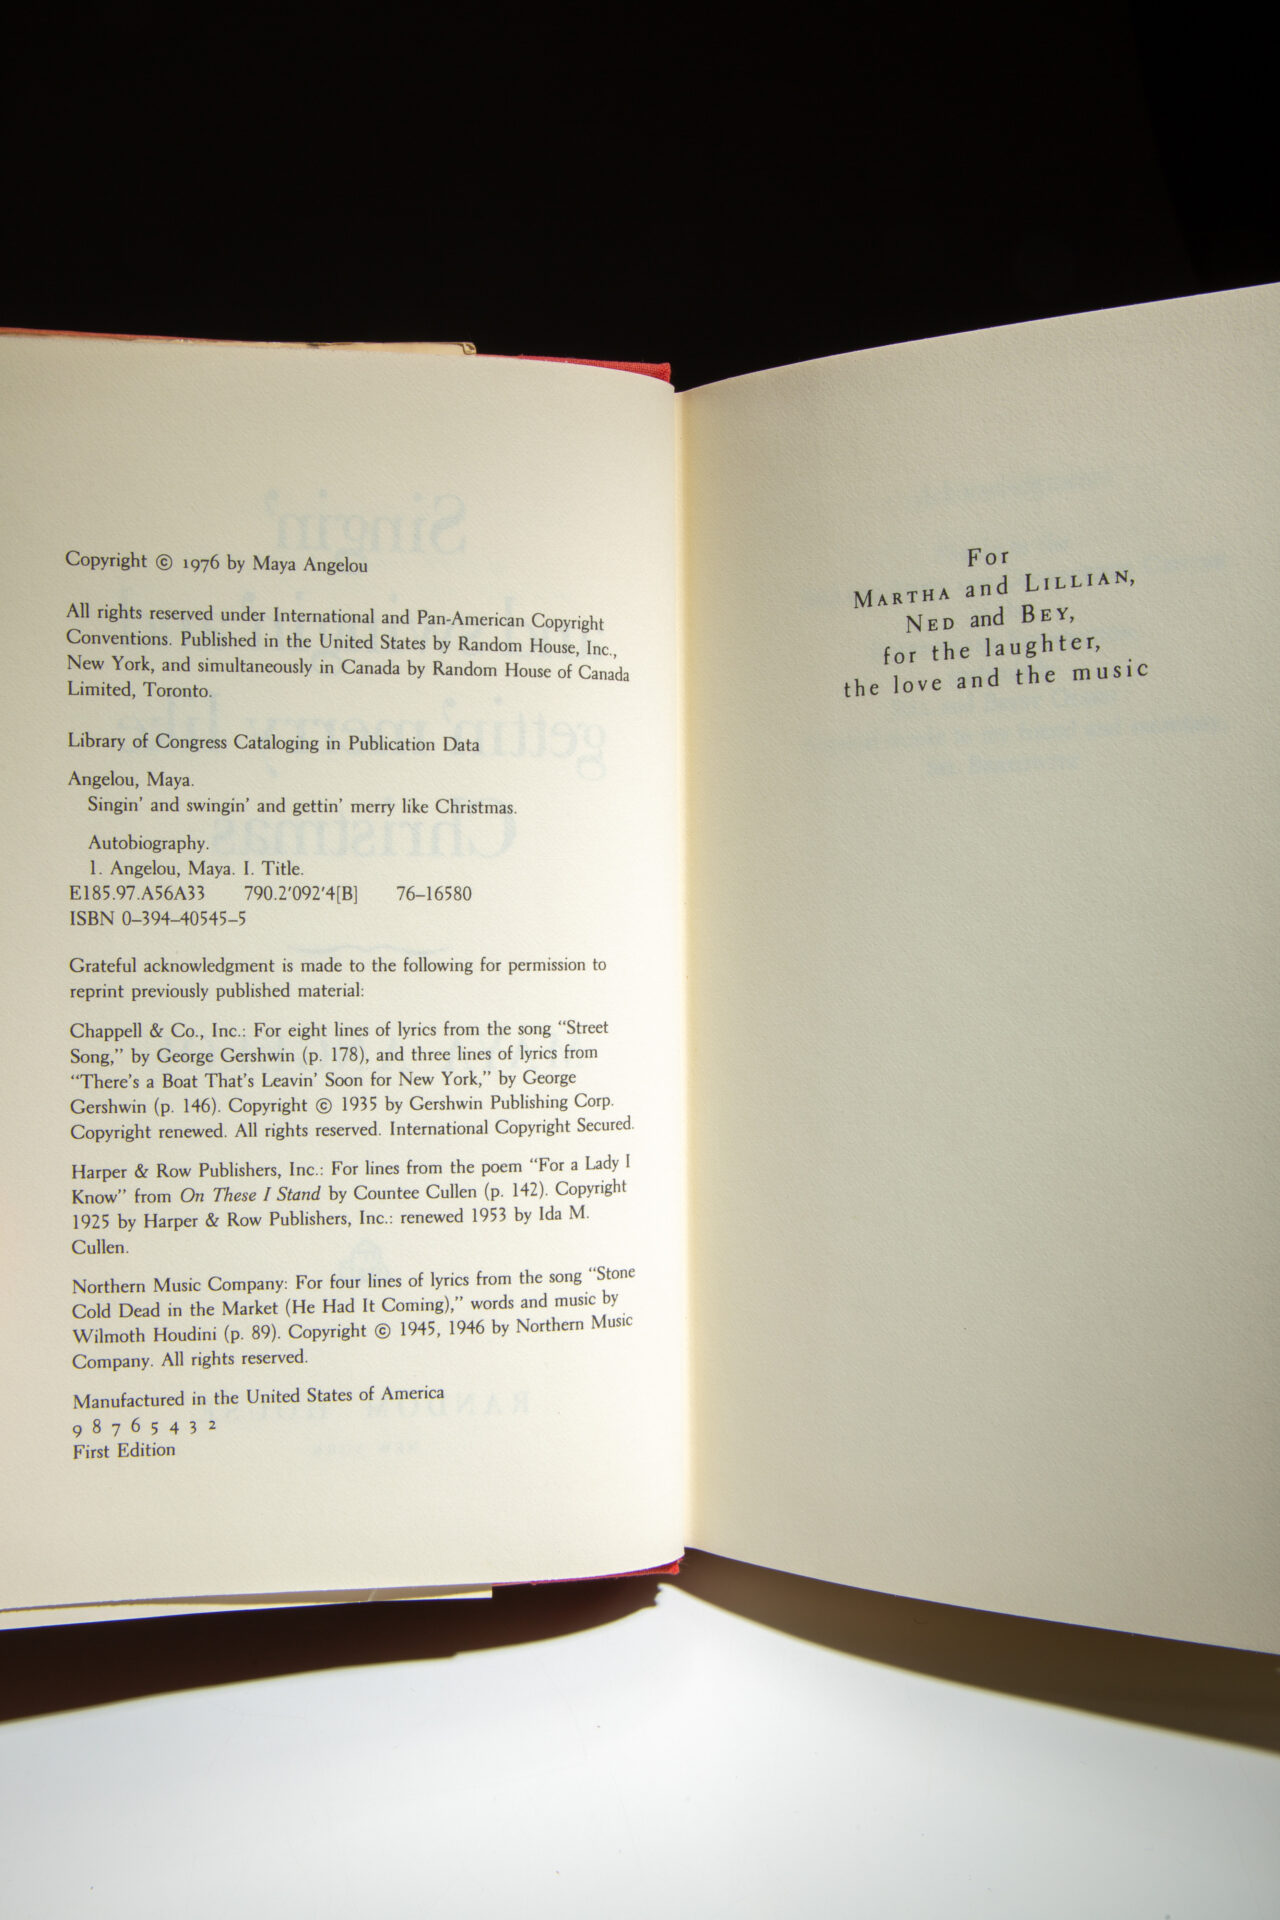 Copyright © 1976 by Maya Angelou
All rights reserved under International and Pan-American Copyright
Conventions. Published in the United States by Random House, Inc.,
New York, and simultaneously in Canada by Random House of Canada
Limited, Toronto.
Library of Congress Cataloging in Publication Data
Angelou, Maya.
Singin’ and swingin’ and gettin’ merry like Christmas.
Autobiography.
1. Angelou, Maya. I. Title.
E185.97.A56A33 790.2′092′4[B] 76–16580
ISBN 0–394–40545–5
Grateful acknowledgment is made to the following for permission to
reprint previously published material:
Chappell & Co., Inc.: For eight lines of lyrics from the song “Street
Song,” by George Gershwin (p. 178), and three lines of lyrics from
“There’s a Boat That’s Leavin’ Soon for New York,” by George
Gershwin (p. 146). Copyright © 1935 by Gershwin Publishing Corp.
Copyright renewed. All rights reserved. International Copyright Secured.
Harper & Row Publishers, Inc.: For lines from the poem “For a Lady I
Know” from On These I Stand by Countee Cullen (p. 142). Copyright
1925 by Harper & Row Publishers, Inc.: renewed 1953 by Ida M.
Cullen.
Northern Music Company: For four lines of lyrics from the song “Stone
Cold Dead in the Market (He Had It Coming),” words and music by
Wilmoth Houdini (p. 89). Copyright © 1945, 1946 by Northern Music
Company. All rights reserved.
Manufactured in the United States of America
9 8 7 6 5 4 3 2
First Edition
For
MARTHA and LILLIAN,
NED and BEY,
for the laughter,
the love and the music